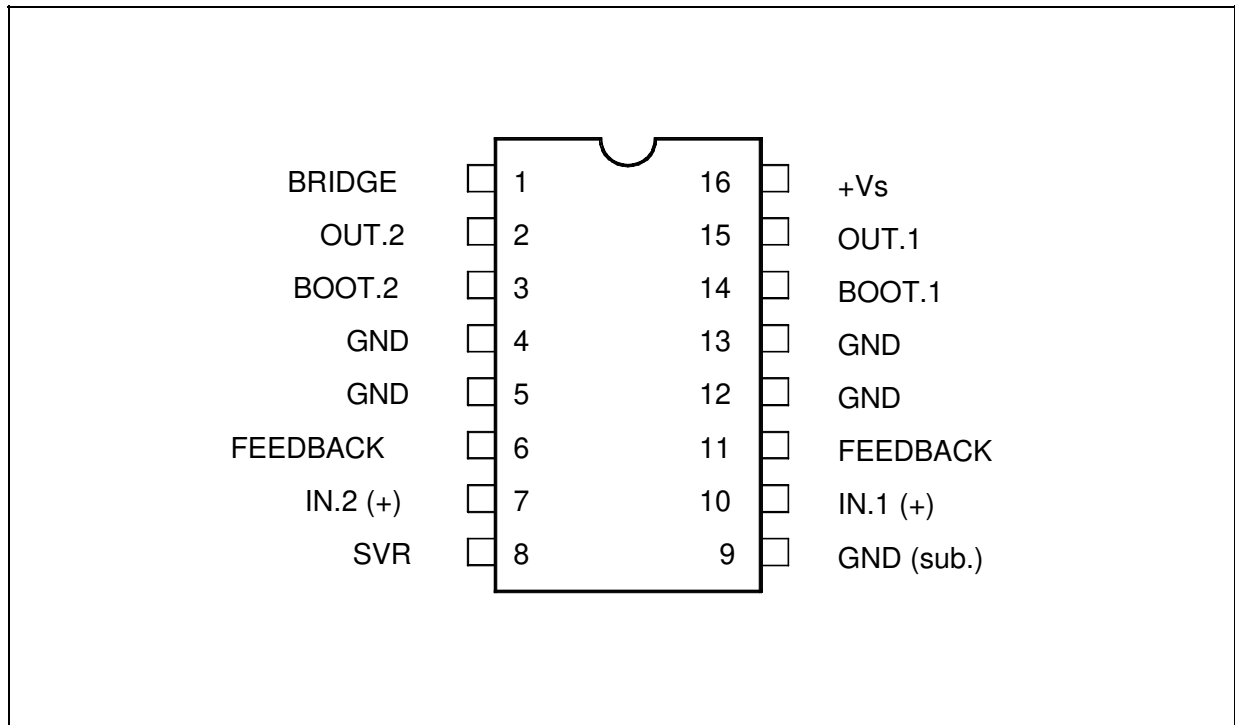 BRIDGE 1 16 +Vs
OUT.2 2 15 OUT.1
BOOT.2 3 14 BOOT.1
GND 4 13 GND
GND 5 12 GND
FEEDBACK 6 11 FEEDBACK
IN.2 (+) 7 10 IN.1 (+)
SVR 8 9 GND (sub.)